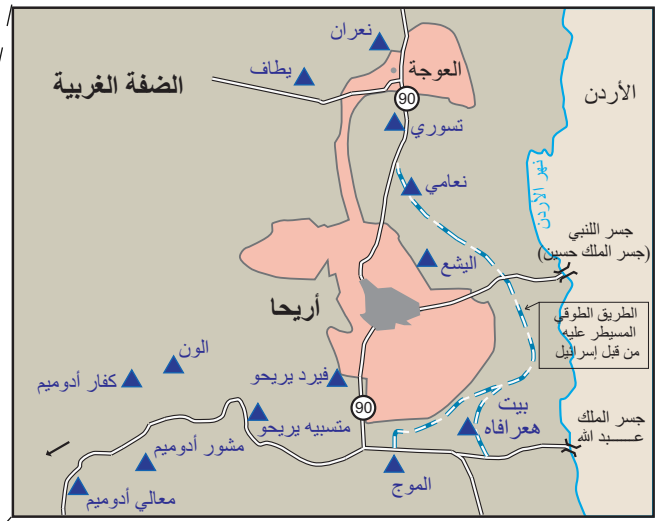 نعران
العوجة
يطاف
الضفة الغربية
الأردن
90
تسوري
نهر الأردن
نعامي
جسر اللنبي
(جسر الملك حسين)
اليشع
أريحا
الطريق الطوقي
المسيطر عليه
من قبل إسرائيل
الون
كفار أدوميم
فيرد يريحو
90
بيت
هعرافاه
متسبيه يريحو
جسر الملك
عـــبد الله
مشور أدوميم
الموج
معالي أدوميم